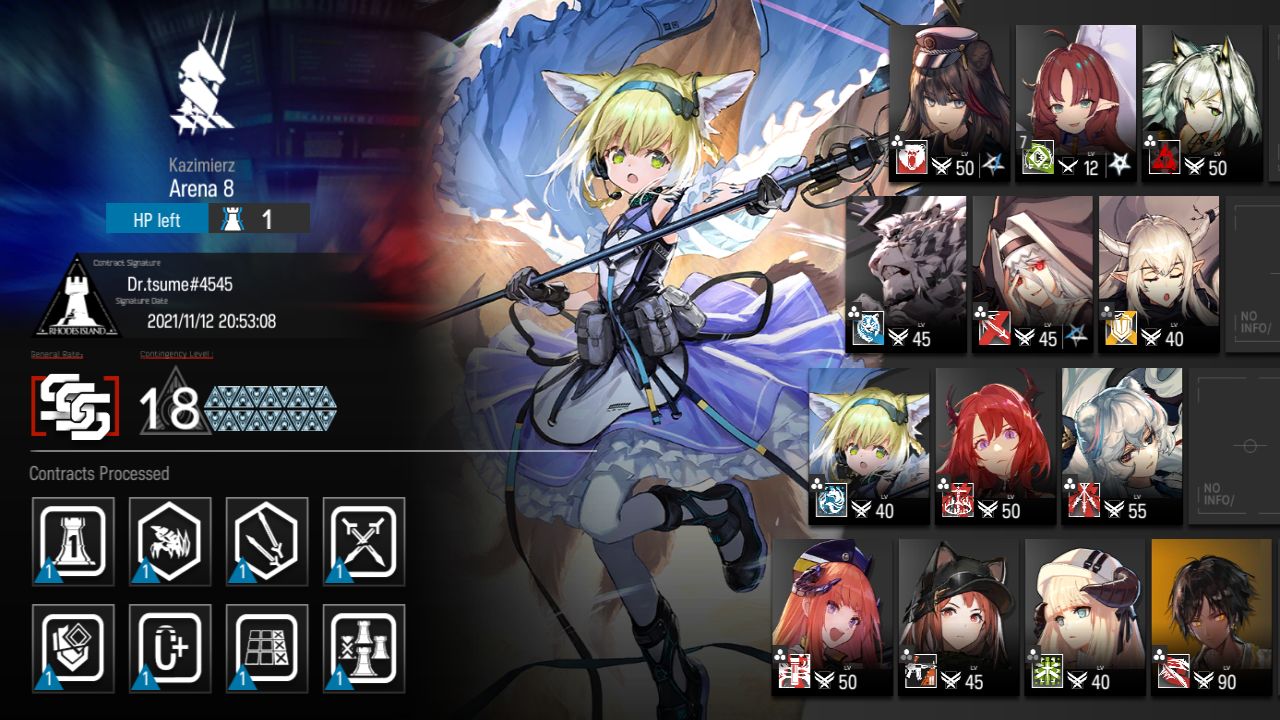 Kazimierz
Arena 8
HP left 1
Contract Signature
Dr.tsume#4545
Signature Date
2021/11/12 20:53:08
RHODES ISLAND
General Rate:
Contingency Level:
SSS 18
Contracts Processed
1 1 1 1
1 1 1 1
LV 50
7 LV 12
LV 50
LV 45
LV 45
LV 40
NO INFO/
LV 40
LV 50
LV 55
NO INFO/
LV 50
LV 45
LV 40
LV 90